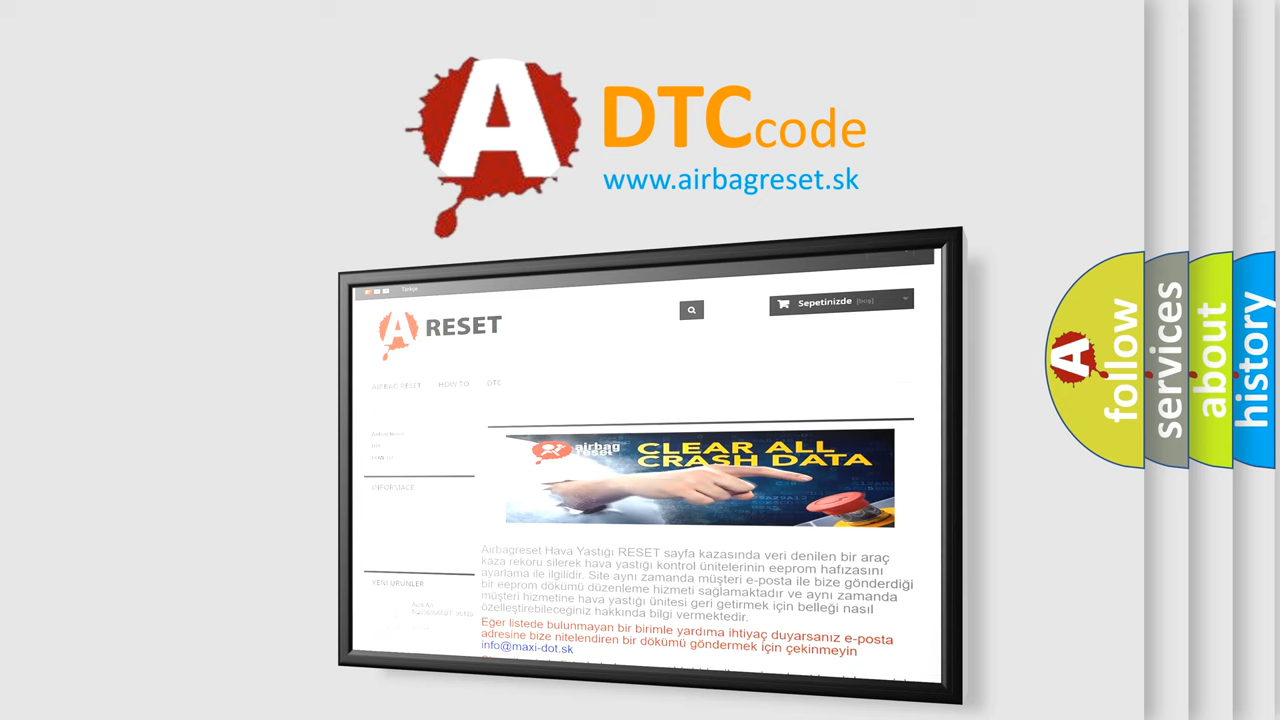 A DTCcode
www.airbagreset.sk
Türkçe
A RESET
Sepetinizde [boş]
AIRBAG RESET HOW TO DTC
INFORMACE
airbag
reset
CLEAR ALL
CRASH DATA
Airbagreset Hava Yastığı RESET sayfa kazasında veri denilen bir araç
kaza rekoru silerek hava yastığı kontrol ünitelerinin eeprom hafızasını
ayarlama ile ilgilidir. Site aynı zamanda müşteri e-posta ile bize gönderdiği
bir eeprom dökümü düzenleme hizmeti sağlamaktadır ve aynı zamanda
müşteri hizmetine hava yastığı ünitesi geri getirmek için belleği nasıl
özelleştirebileceğiniz hakkında bilgi vermektedir.
Eğer listede bulunmayan bir birimle yardıma ihtiyaç duyarsanız e-posta
adresine bize nitelendiren bir dökümü göndermek için çekinmeyin
info@maxi-dot.sk
YENI ÜRÜNLER
A follow
services
about
history